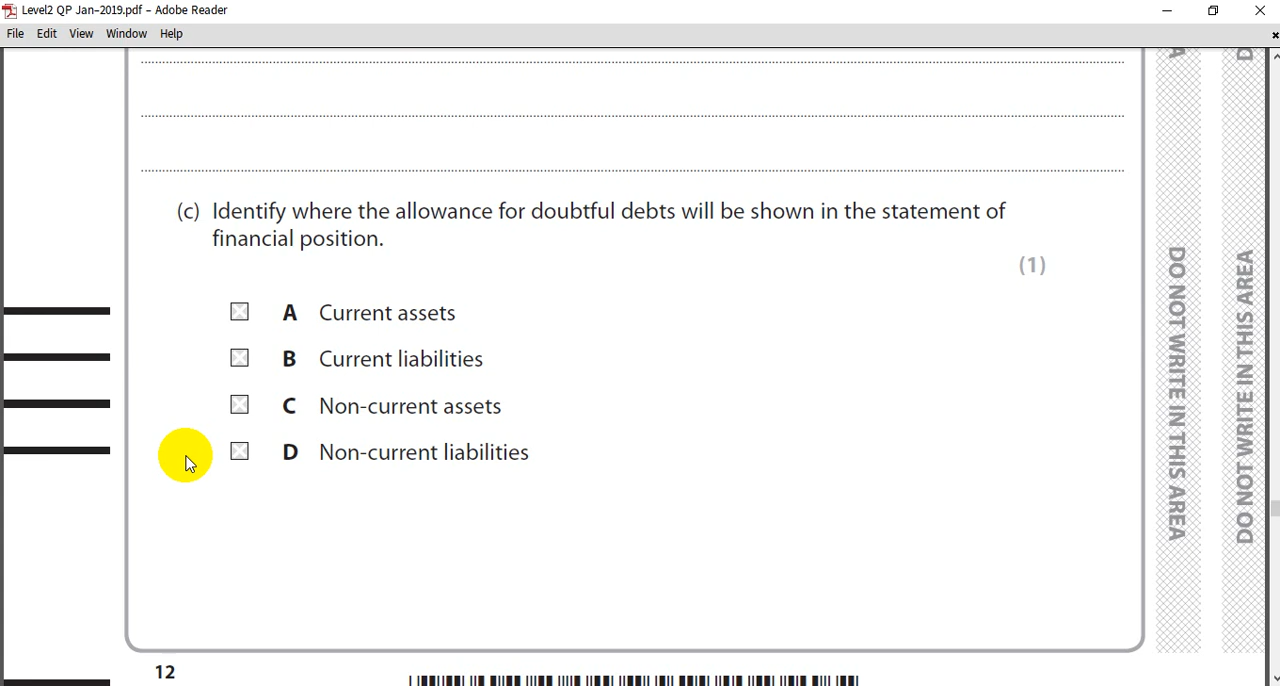 Level2 QP Jan-2019.pdf - Adobe Reader
File Edit View Window Help
(c) Identify where the allowance for doubtful debts will be shown in the statement of
financial position.
(1)
A Current assets
B Current liabilities
C Non-current assets
D Non-current liabilities
12
A
DO NOT WRITE IN THIS AREA
D
DO NOT WRITE IN THIS AREA